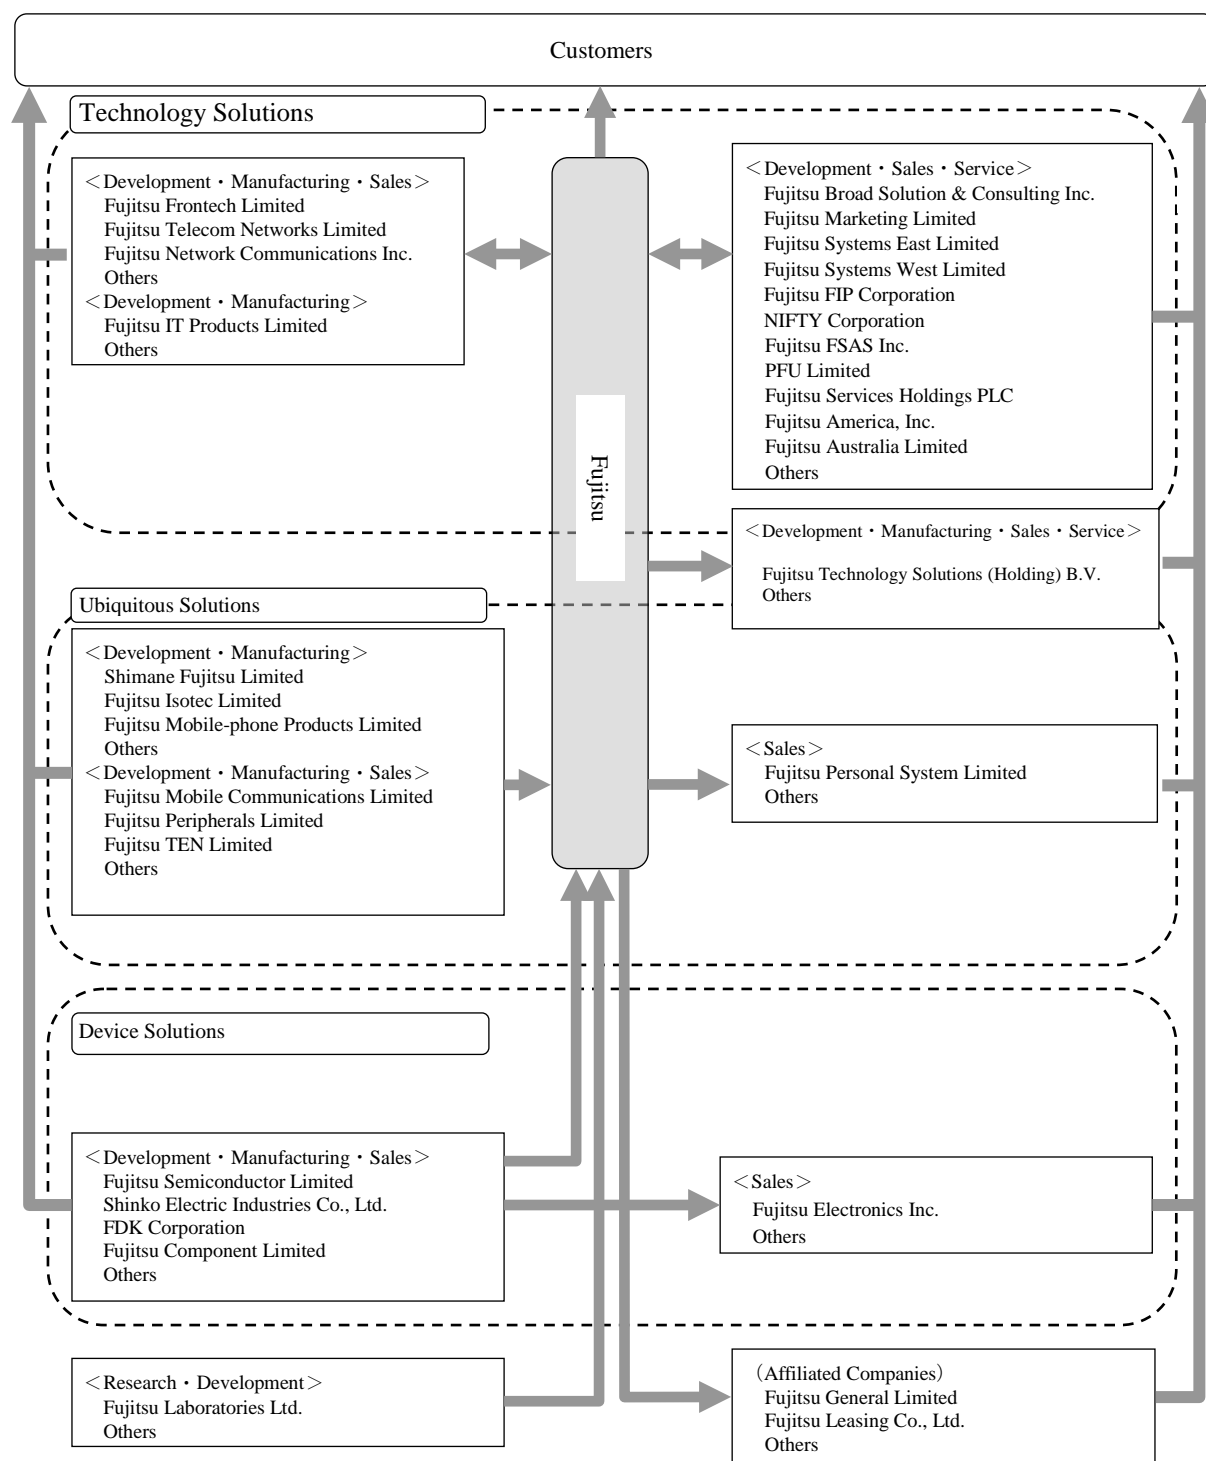 Customers
Technology Solutions
＜Development・Manufacturing・Sales＞
Fujitsu Frontech Limited
Fujitsu Telecom Networks Limited
Fujitsu Network Communications Inc.
Others
＜Development・Manufacturing＞
Fujitsu IT Products Limited
Others
Fujitsu
＜Development・Sales・Service＞
Fujitsu Broad Solution & Consulting Inc.
Fujitsu Marketing Limited
Fujitsu Systems East Limited
Fujitsu Systems West Limited
Fujitsu FIP Corporation
NIFTY Corporation
Fujitsu FSAS Inc.
PFU Limited
Fujitsu Services Holdings PLC
Fujitsu America, Inc.
Fujitsu Australia Limited
Others
＜Development・Manufacturing・Sales・Service＞
Fujitsu Technology Solutions (Holding) B.V.
Others
Ubiquitous Solutions
＜Development・Manufacturing＞
Shimane Fujitsu Limited
Fujitsu Isotec Limited
Fujitsu Mobile-phone Products Limited
Others
＜Development・Manufacturing・Sales＞
Fujitsu Mobile Communications Limited
Fujitsu Peripherals Limited
Fujitsu TEN Limited
Others
＜Sales＞
Fujitsu Personal System Limited
Others
Device Solutions
＜Development・Manufacturing・Sales＞
Fujitsu Semiconductor Limited
Shinko Electric Industries Co., Ltd.
FDK Corporation
Fujitsu Component Limited
Others
＜Sales＞
Fujitsu Electronics Inc.
Others
＜Research・Development＞
Fujitsu Laboratories Ltd.
Others
（Affiliated Companies）
Fujitsu General Limited
Fujitsu Leasing Co., Ltd.
Others